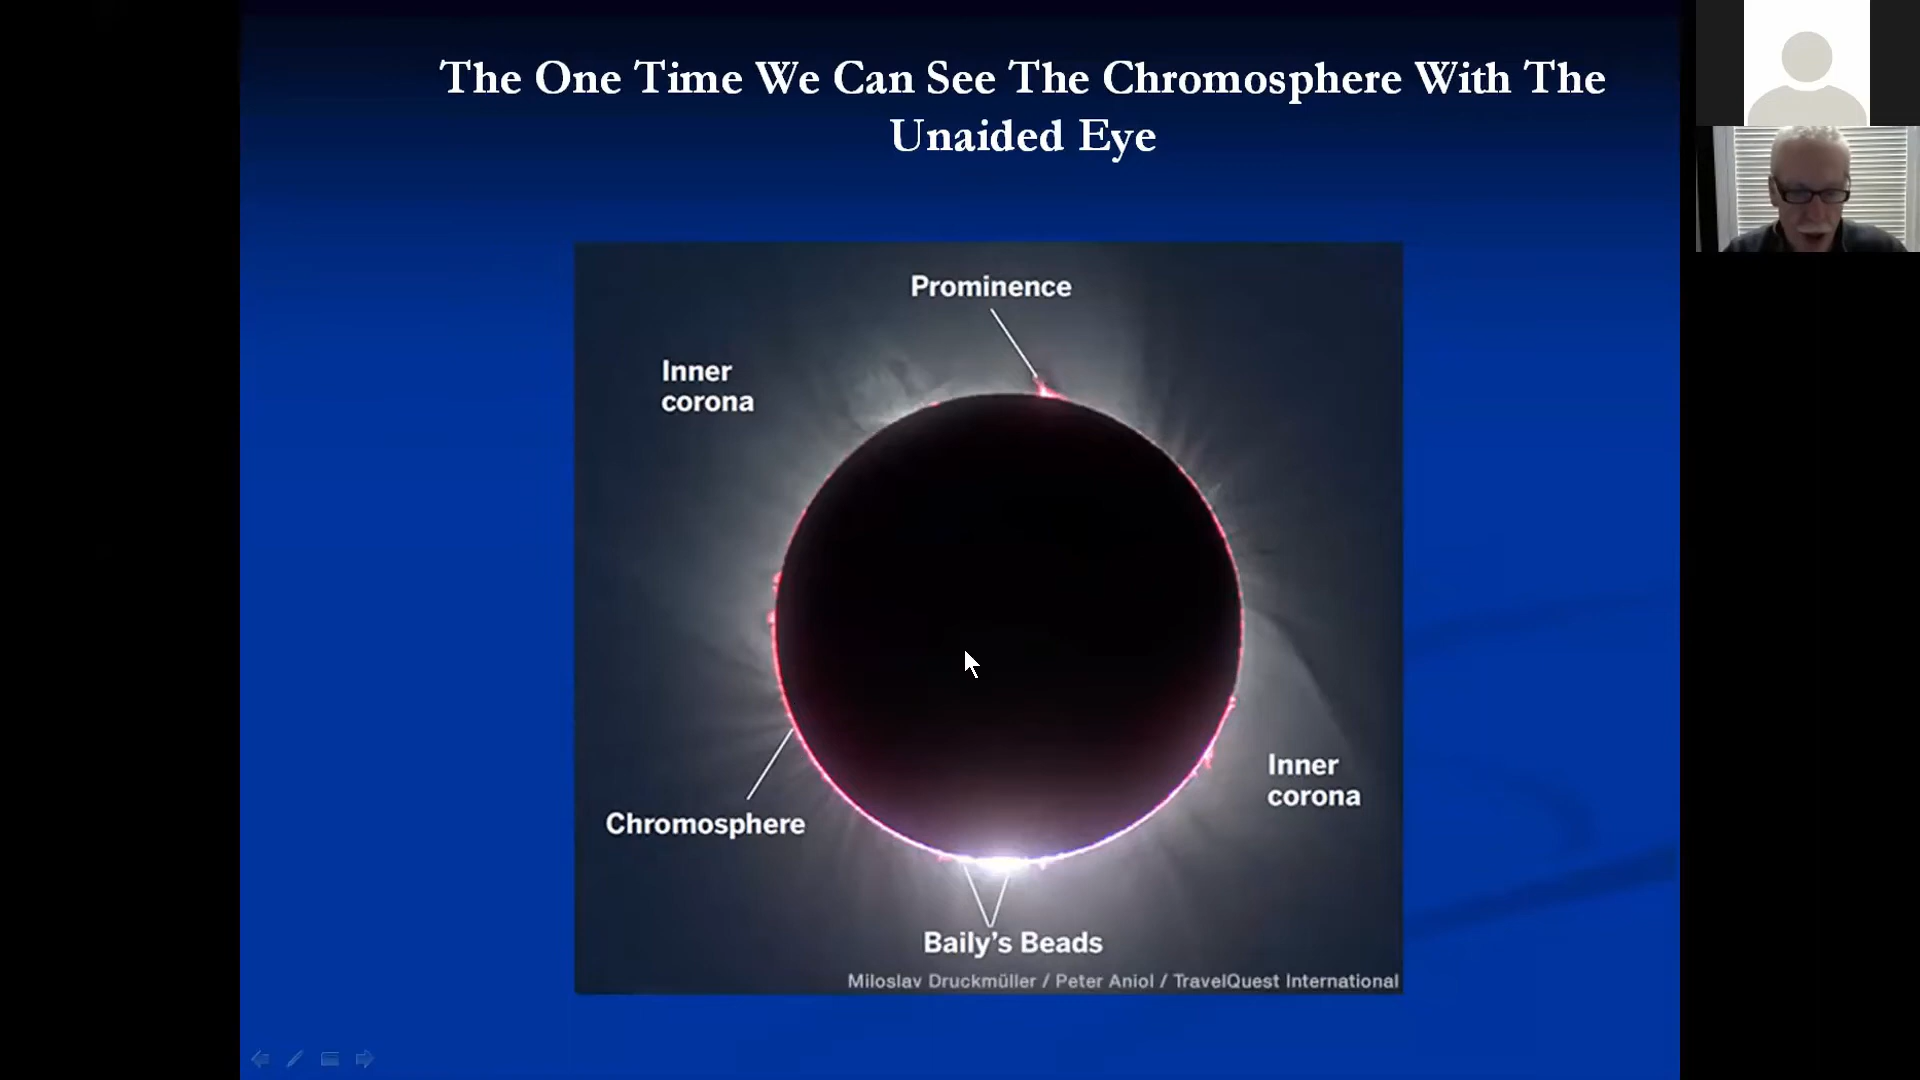 The One Time We Can See The Chromosphere With The
Unaided Eye
Prominence
Inner
corona
Inner
corona
Chromosphere
Baily’s Beads
Miloslav Druckmüller / Peter Aniol / TravelQuest International